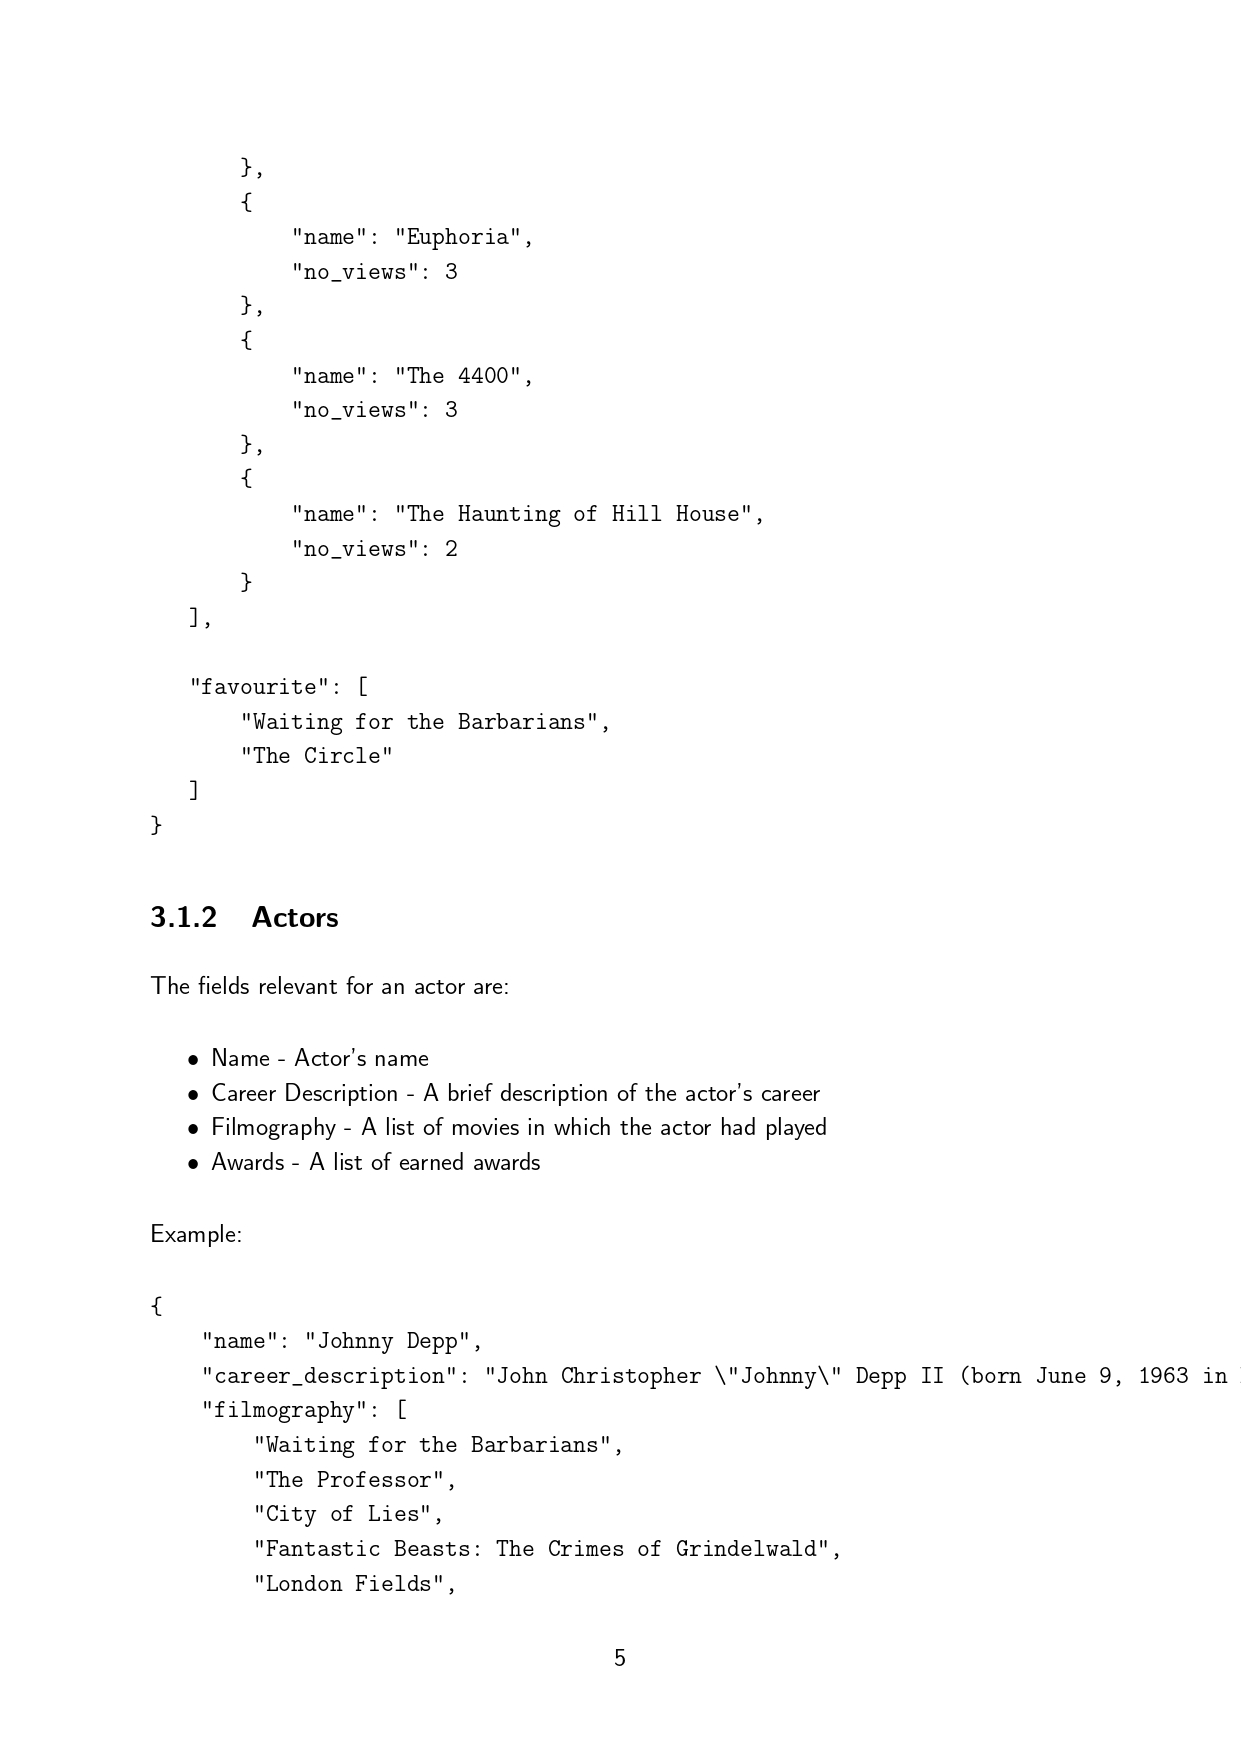 },
{
"name": "Euphoria",
"no_views": 3
},
{
"name": "The 4400",
"no_views": 3
},
{
"name": "The Haunting of Hill House",
"no_views": 2
}
],
"favourite": [
"Waiting for the Barbarians",
"The Circle"
]
}
3.1.2 Actors
The fields relevant for an actor are:
• Name - Actor's name
• Career Description - A brief description of the actor's career
• Filmography - A list of movies in which the actor had played
• Awards - A list of earned awards
Example:
{
"name": "Johnny Depp",
"career_description": "John Christopher \"Johnny\" Depp II (born June 9, 1963 in
"filmography": [
"Waiting for the Barbarians",
"The Professor",
"City of Lies",
"Fantastic Beasts: The Crimes of Grindelwald",
"London Fields",
5